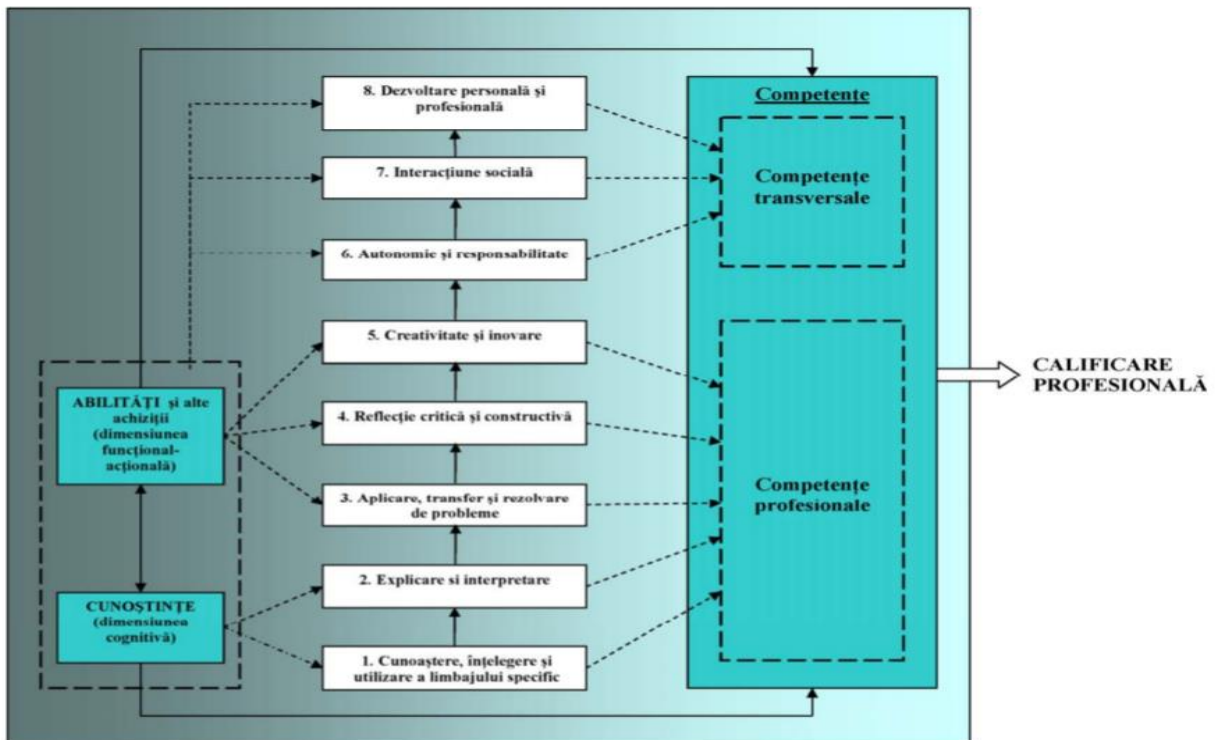 8. Dezvoltare personală și
profesională
7. Interacțiune socială
6. Autonomie și responsabilitate
5. Creativitate și inovare
4. Reflecție critică și constructivă
3. Aplicare, transfer și rezolvare
de probleme
2. Explicare si interpretare
1. Cunoaștere, înțelegere și
utilizare a limbajului specific
ABILITĂȚI și alte
achiziții
(dimensiunea
funcțional-
acțională)
CUNOȘTINȚE
(dimensiunea
cognitivă)
Competențe
Competențe
transversale
Competențe
profesionale
CALIFICARE
PROFESIONALĂ